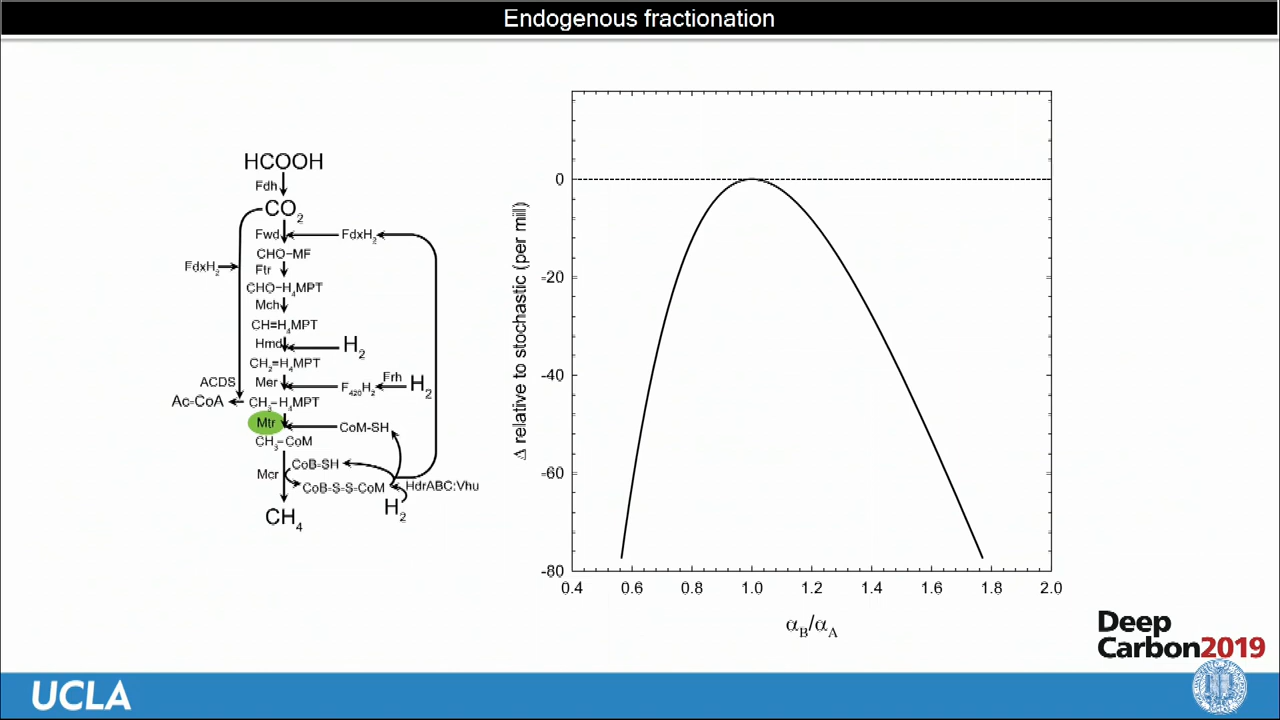 Endogenous fractionation
HCOOH
Fdh
CO2
Fwd
FdxH2
CHO–MF
FdxH2
Ftr
CHO–H4MPT
Mch
CH≡H4MPT
Hmd
H2
CH2=H4MPT
ACDS
Mer
F420H2
Frh
H2
Ac-CoA
CH3–H4MPT
Mtr
CoM-SH
CH3–CoM
Mcr
CoB-SH
CoB-S-S-CoM
HdrABC:Vhu
H2
CH4
Δ relative to stochastic (per mill)
0
-20
-40
-60
-80
0.4 0.6 0.8 1.0 1.2 1.4 1.6 1.8 2.0
αB/αA
Deep
Carbon2019
UCLA